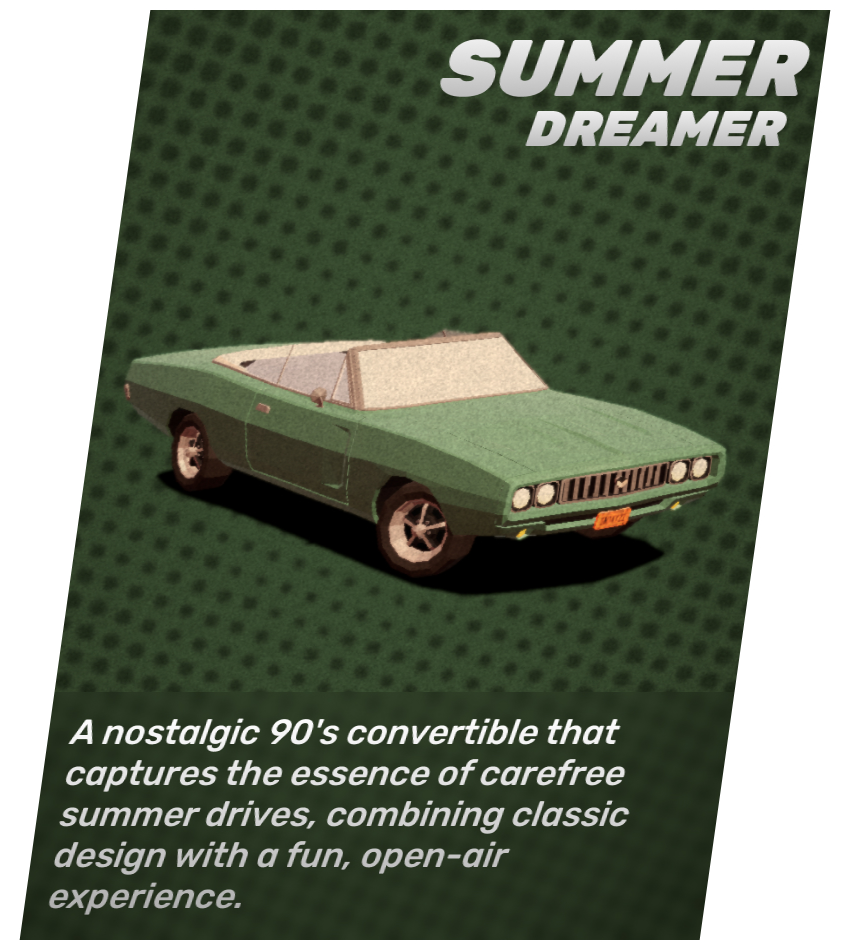 SUMMER
DREAMER
A nostalgic 90's convertible that
captures the essence of carefree
summer drives, combining classic
design with a fun, open-air
experience.